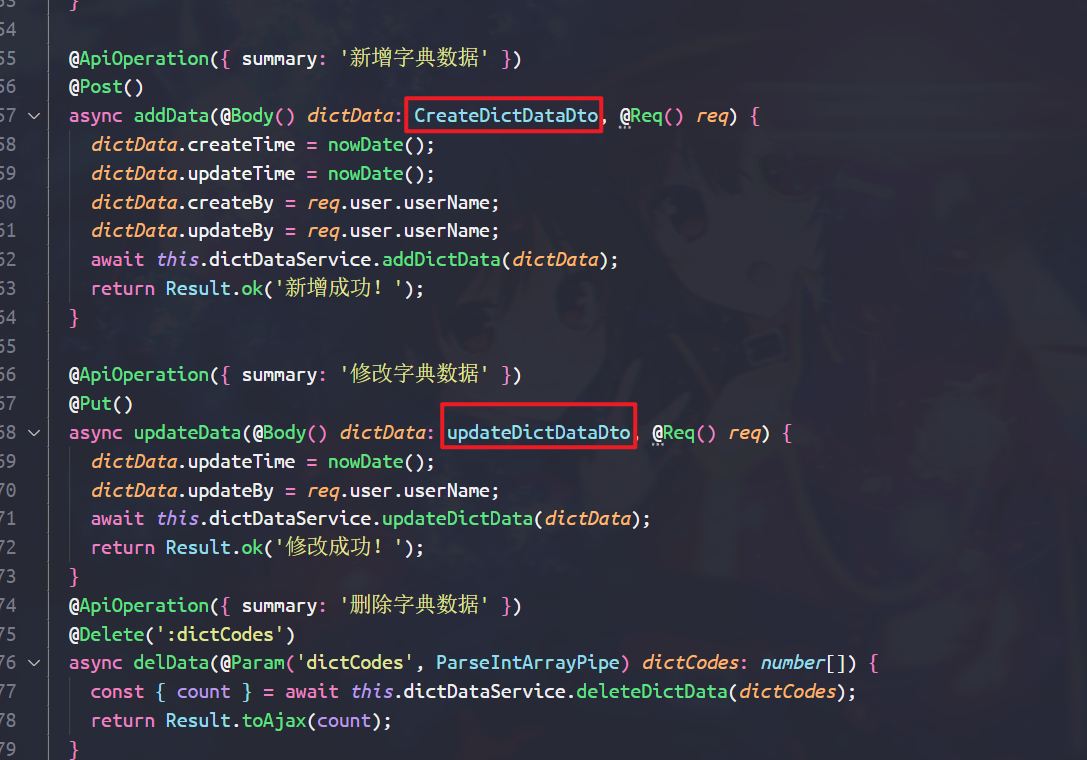 53 }
54
55 @ApiOperation({ summary: '新增字典数据' })
56 @Post()
57 async addData(@Body() dictData: CreateDictDataDto, @Req() req) {
58 dictData.createTime = nowDate();
59 dictData.updateTime = nowDate();
60 dictData.createBy = req.user.userName;
61 dictData.updateBy = req.user.userName;
62 await this.dictDataService.addDictData(dictData);
63 return Result.ok('新增成功！');
64 }
65
66 @ApiOperation({ summary: '修改字典数据' })
67 @Put()
68 async updateData(@Body() dictData: updateDictDataDto, @Req() req) {
69 dictData.updateTime = nowDate();
70 dictData.updateBy = req.user.userName;
71 await this.dictDataService.updateDictData(dictData);
72 return Result.ok('修改成功！');
73 }
74 @ApiOperation({ summary: '删除字典数据' })
75 @Delete(':dictCodes')
76 async delData(@Param('dictCodes', ParseIntArrayPipe) dictCodes: number[]) {
77 const { count } = await this.dictDataService.deleteDictData(dictCodes);
78 return Result.toAjax(count);
79 }